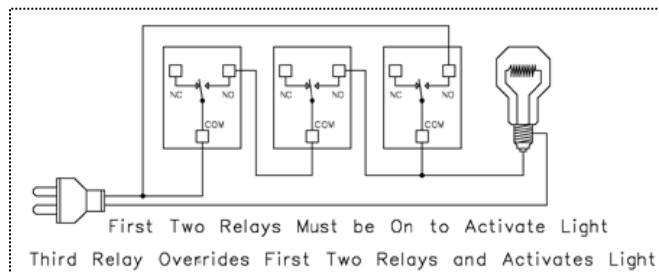 NC NO NC NO NC NO
COM COM COM
First Two Relays Must be On to Activate Light
Third Relay Overrides First Two Relays and Activates Light